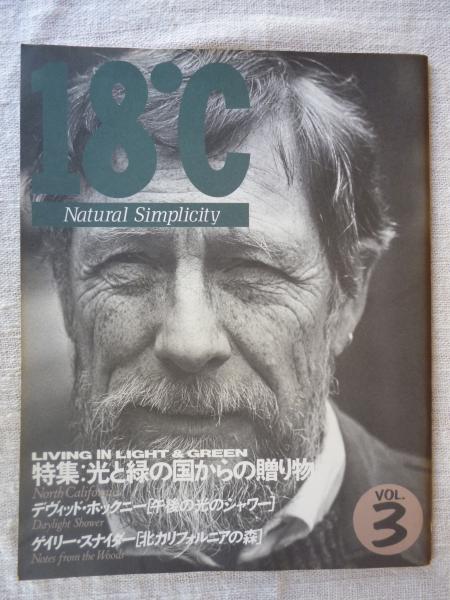 18°C
Natural Simplicity
LIVING IN LIGHT & GREEN
特集:光と緑の国からの贈り物
North California
デヴィッド・ホックニー[午後の光のシャワー]
Daylight Shower
ゲイリー・スナイダー[北カリフォルニアの森]
Notes from the Woods
VOL.
3